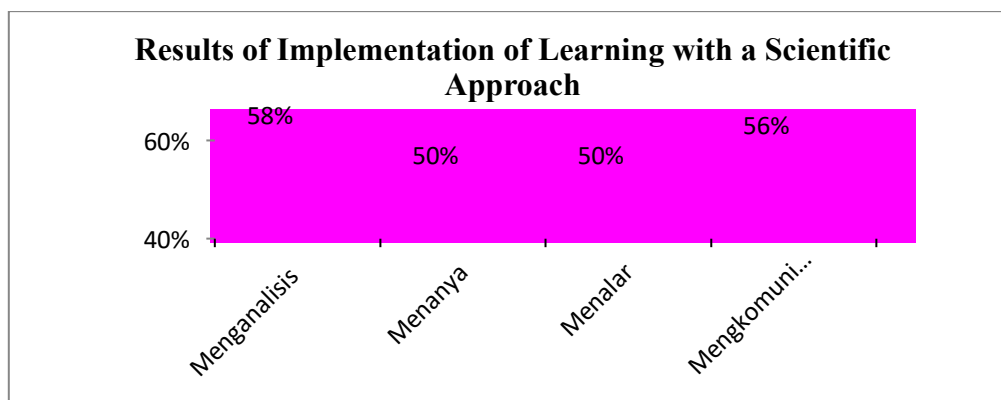 Results of Implementation of Learning with a Scientific
Approach
58%
56%
60%
50%
50%
40%
Menganalisis
Menanya
Menalar
Mengkomuni...